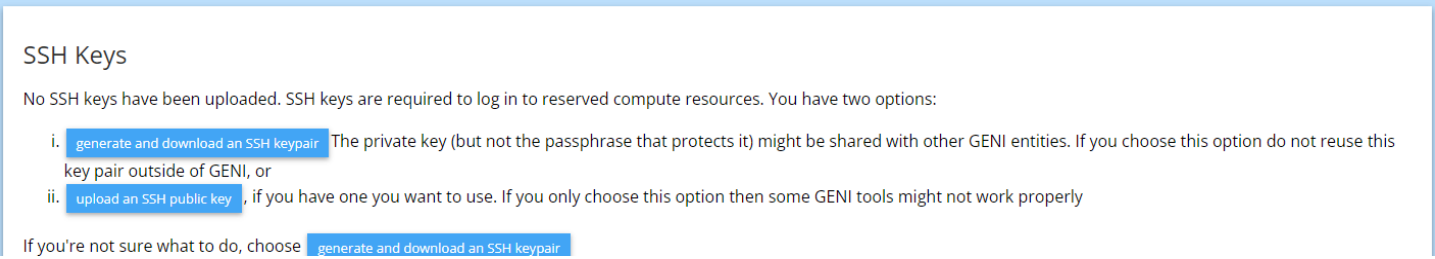 SSH Keys
No SSH keys have been uploaded. SSH keys are required to log in to reserved compute resources. You have two options:
i. generate and download an SSH keypair The private key (but not the passphrase that protects it) might be shared with other GENI entities. If you choose this option do not reuse this
key pair outside of GENI, or
ii. upload an SSH public key , if you have one you want to use. If you only choose this option then some GENI tools might not work properly
If you're not sure what to do, choose generate and download an SSH keypair